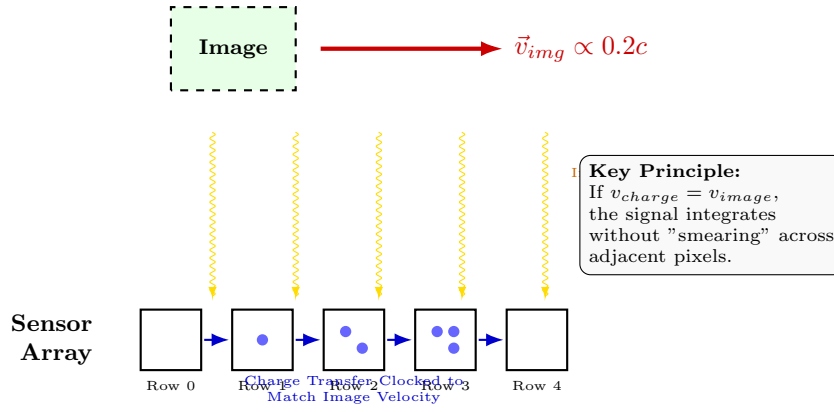 Image
$\vec{v}_{img} \propto 0.2c$
I
Key Principle:
If $v_{charge} = v_{image}$,
the signal integrates
without "smearing" across
adjacent pixels.
Sensor
Array
Row 0
Row 1
Row 2
Row 3
Row 4
Charge Transfer Clocked to
Match Image Velocity